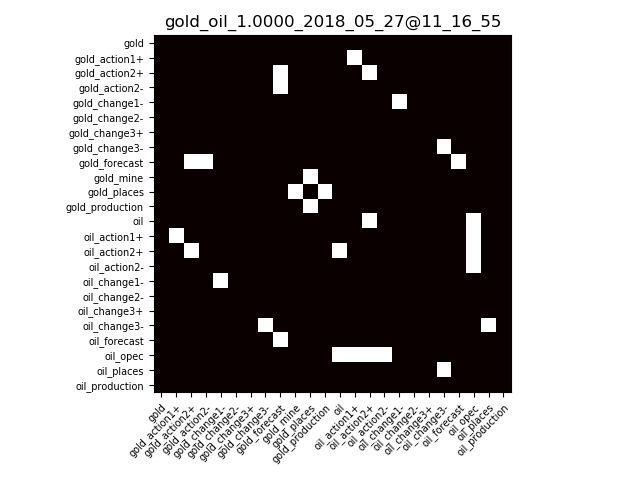 gold_oil_1.0000_2018_05_27@11_16_55
gold
gold_action1+
gold_action2+
gold_action2-
gold_change1-
gold_change2-
gold_change3+
gold_change3-
gold_forecast
gold_mine
gold_places
gold_production
oil
oil_action1+
oil_action2+
oil_action2-
oil_change1-
oil_change2-
oil_change3+
oil_change3-
oil_forecast
oil_opec
oil_places
oil_production
gold
gold_action1+
gold_action2+
gold_action2-
gold_change1-
gold_change2-
gold_change3+
gold_change3-
gold_forecast
gold_mine
gold_places
gold_production
oil
oil_action1+
oil_action2+
oil_action2-
oil_change1-
oil_change2-
oil_change3+
oil_change3-
oil_forecast
oil_opec
oil_places
oil_production